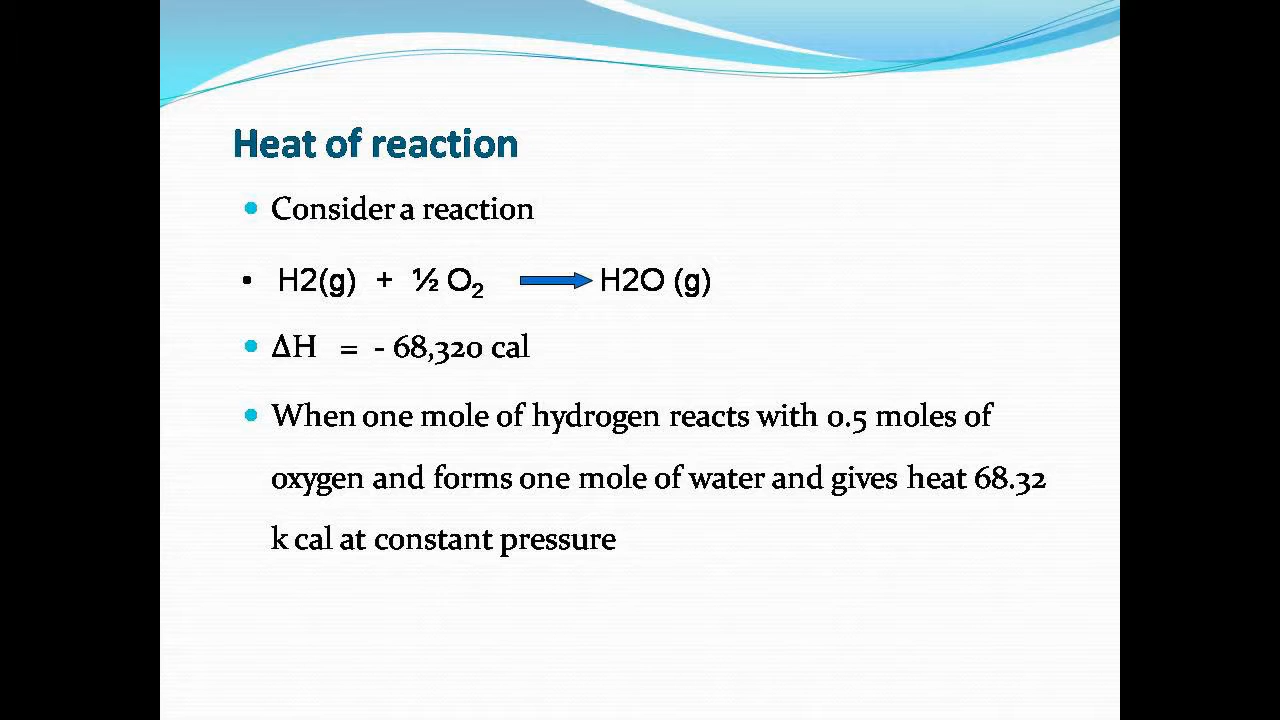 Heat of reaction
• Consider a reaction
• H2(g) + ½ O₂ → H2O (g)
• ΔH = - 68,320 cal
• When one mole of hydrogen reacts with 0.5 moles of
oxygen and forms one mole of water and gives heat 68.32
k cal at constant pressure